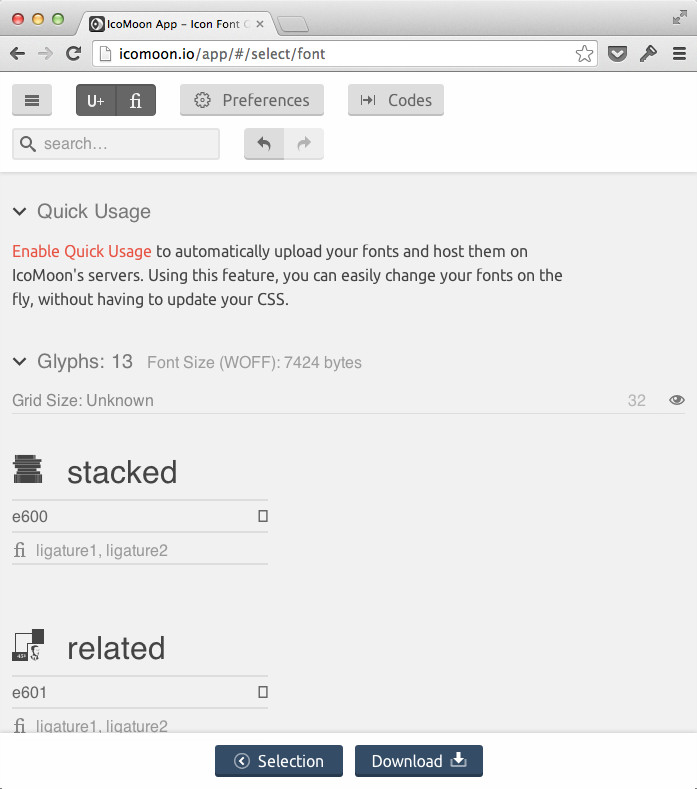 IcoMoon App – Icon Font
icomoon.io/app/#/select/font
U+ fi Preferences Codes
search...
Quick Usage
Enable Quick Usage to automatically upload your fonts and host them on
IcoMoon's servers. Using this feature, you can easily change your fonts on the
fly, without having to update your CSS.
Glyphs: 13 Font Size (WOFF): 7424 bytes
Grid Size: Unknown 32
stacked
e600
fi ligature1, ligature2
related
e601
fi ligature1, ligature2
Selection Download